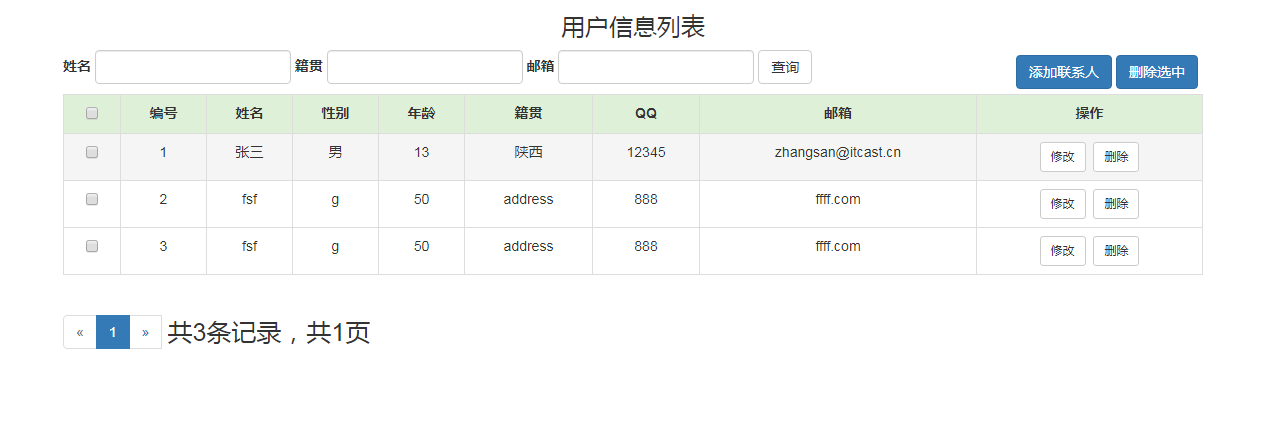 用户信息列表
姓名 籍贯 邮箱 查询 添加联系人 删除选中
编号 姓名 性别 年龄 籍贯 QQ 邮箱 操作
1 张三 男 13 陕西 12345 zhangsan@itcast.cn 修改 删除
2 fsf g 50 address 888 ffff.com 修改 删除
3 fsf g 50 address 888 ffff.com 修改 删除
« 1 » 共3条记录，共1页